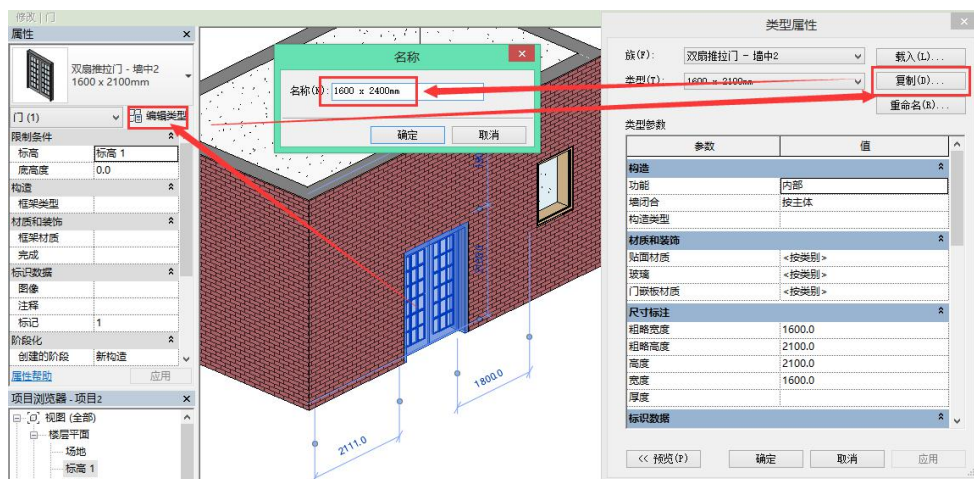 修改 | 门
属性
双扇推拉门 - 墙中2
1600 x 2100mm
门 (1)
编辑类型
限制条件
标高 标高 1
底高度 0.0
构造
框架类型
材质和装饰
框架材质
完成
标识数据
图像
注释
标记 1
阶段化
创建的阶段 新构造
属性帮助 应用
项目浏览器 - 项目2
视图 (全部)
楼层平面
场地
标高 1
名称
名称(N): 1600 x 2400mm
确定 取消
1800.0
2111.0
类型属性
族(F): 双扇推拉门 - 墙中2 载入(L)...
类型(T): 1600 x 2100mm 复制(D)...
重命名(R)...
类型参数
参数 值
构造
功能 内部
墙闭合 按主体
构造类型
材质和装饰
贴面材质 <按类别>
玻璃 <按类别>
门嵌板材质 <按类别>
尺寸标注
粗略宽度 1600.0
粗略高度 2100.0
高度 2100.0
宽度 1600.0
厚度
标识数据
<< 预览(P) 确定 取消 应用